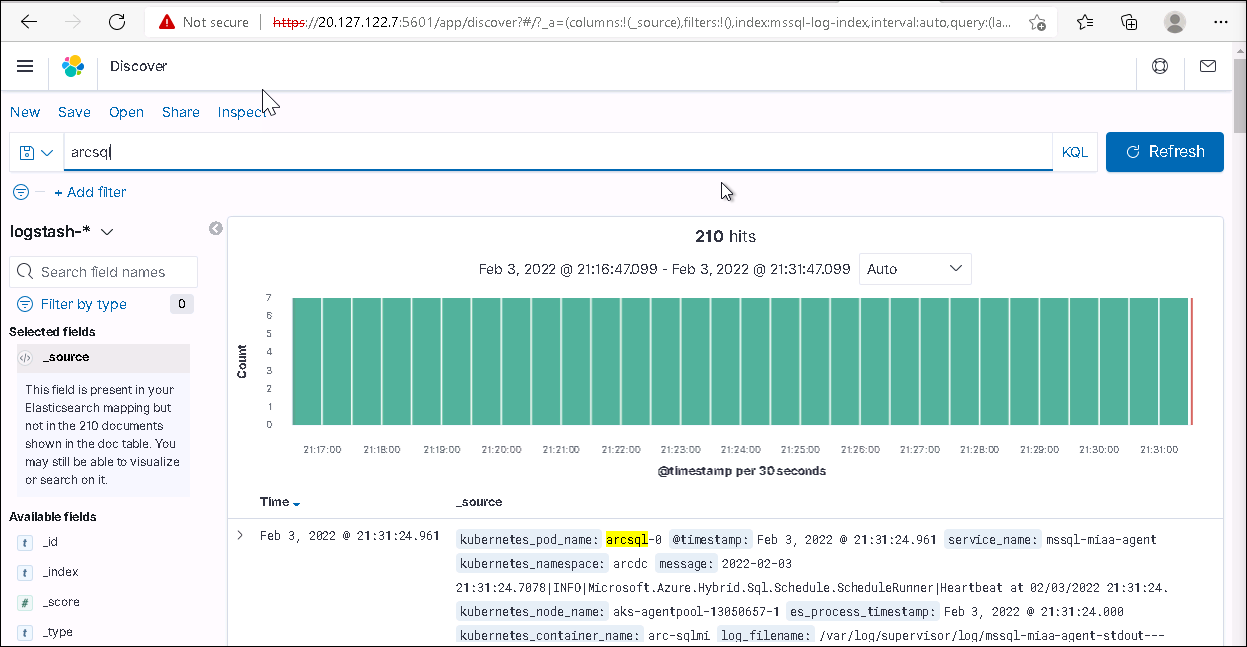 Not secure | https://20.127.122.7:5601/app/discover?#/?_a=(columns:!(_source),filters:!(),index:mssql-log-index,interval:auto,query:(la...
Discover
New Save Open Share Inspect
arcsql KQL Refresh
+ Add filter
logstash-*
Search field names
Filter by type 0
Selected fields
_source
This field is present in your
Elasticsearch mapping but
not in the 210 documents
shown in the doc table. You
may still be able to visualize
or search on it.
Available fields
t _id
t _index
# _score
t _type
210 hits
Feb 3, 2022 @ 21:16:47.099 - Feb 3, 2022 @ 21:31:47.099 Auto
Count
7
6
5
4
3
2
1
0
21:17:00 21:18:00 21:19:00 21:20:00 21:21:00 21:22:00 21:23:00 21:24:00 21:25:00 21:26:00 21:27:00 21:28:00 21:29:00 21:30:00 21:31:00
@timestamp per 30 seconds
Time _source
Feb 3, 2022 @ 21:31:24.961 kubernetes_pod_name: arcsql-0 @timestamp: Feb 3, 2022 @ 21:31:24.961 service_name: mssql-miaa-agent
kubernetes_namespace: arcdc message: 2022-02-03
21:31:24.7078|INFO|Microsoft.Azure.Hybrid.Sql.Schedule.ScheduleRunner|Heartbeat at 02/03/2022 21:31:24.
kubernetes_node_name: aks-agentpool-13050657-1 es_process_timestamp: Feb 3, 2022 @ 21:31:24.000
kubernetes_container_name: arc-sqlmi log_filename: /var/log/supervisor/log/mssql-miaa-agent-stdout---